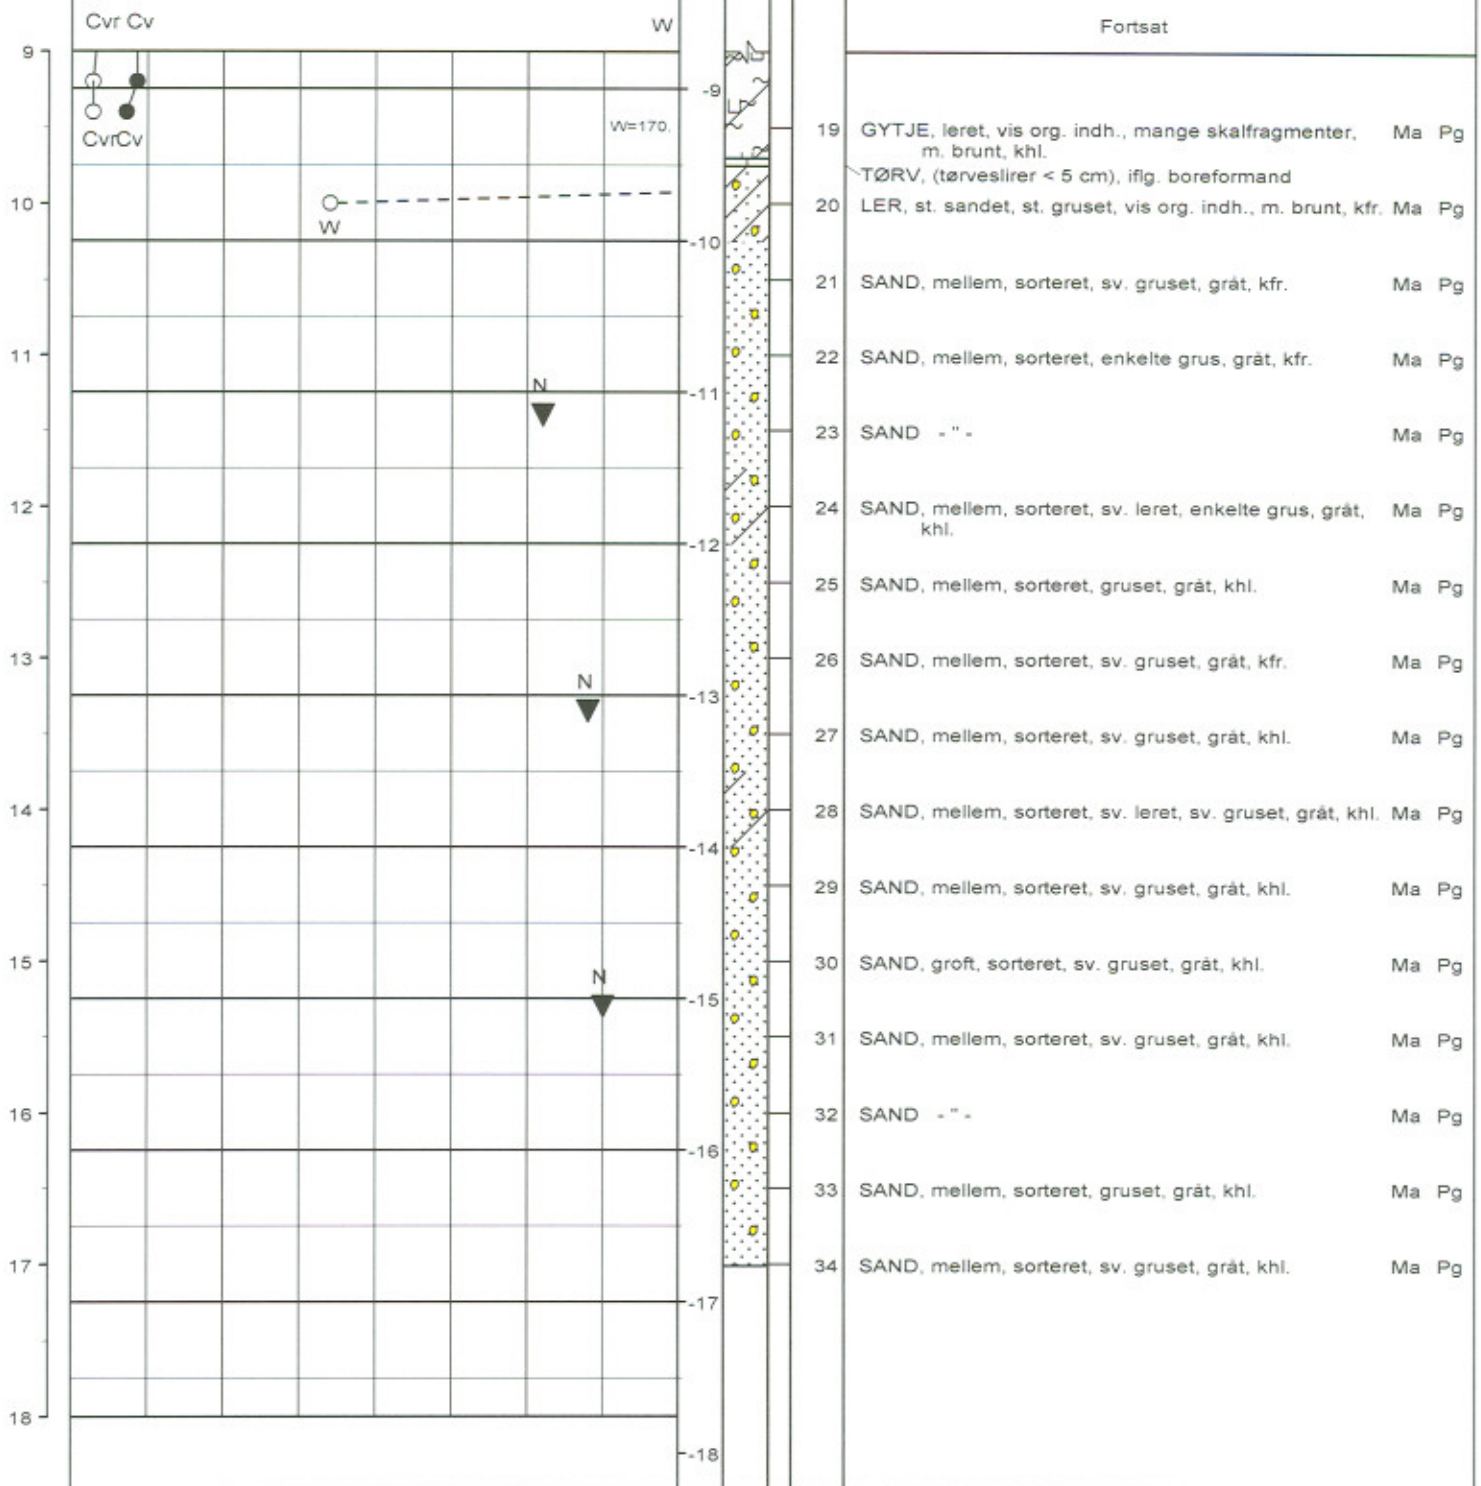 Cvr Cv W Fortsat
9
-9
CvrCv W=170.
19 GYTJE, leret, vis org. indh., mange skalfragmenter, Ma Pg
m. brunt, khl.
TØRV, (tørveslirer < 5 cm), iflg. boreformand
10 20 LER, st. sandet, st. gruset, vis org. indh., m. brunt, kfr. Ma Pg
W
-10
21 SAND, mellem, sorteret, sv. gruset, gråt, kfr. Ma Pg
11 22 SAND, mellem, sorteret, enkelte grus, gråt, kfr. Ma Pg
N -11
23 SAND - " - Ma Pg
12 24 SAND, mellem, sorteret, sv. leret, enkelte grus, gråt, Ma Pg
khl.
-12
25 SAND, mellem, sorteret, gruset, gråt, khl. Ma Pg
13 26 SAND, mellem, sorteret, sv. gruset, gråt, kfr. Ma Pg
N -13
27 SAND, mellem, sorteret, sv. gruset, gråt, khl. Ma Pg
14 28 SAND, mellem, sorteret, sv. leret, sv. gruset, gråt, khl. Ma Pg
-14
29 SAND, mellem, sorteret, sv. gruset, gråt, khl. Ma Pg
15 30 SAND, groft, sorteret, sv. gruset, gråt, khl. Ma Pg
N -15
31 SAND, mellem, sorteret, sv. gruset, gråt, khl. Ma Pg
16 32 SAND - " - Ma Pg
-16
33 SAND, mellem, sorteret, gruset, gråt, khl. Ma Pg
17 34 SAND, mellem, sorteret, sv. gruset, gråt, khl. Ma Pg
-17
18
-18